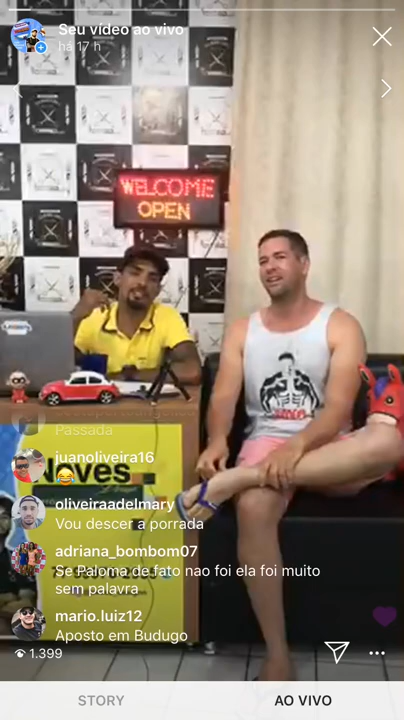 Seu vídeo ao vivo
há 17 h
WELCOME
OPEN
Passada
juanoliveira16
😂
Neves
oliveiraadelmary
Vou descer a porrada
adriana_bombom07
Se Paloma de fato nao foi ela foi muito
sem palavra
mario.luiz12
Aposto em Budugo
1.399
STORY
AO VIVO